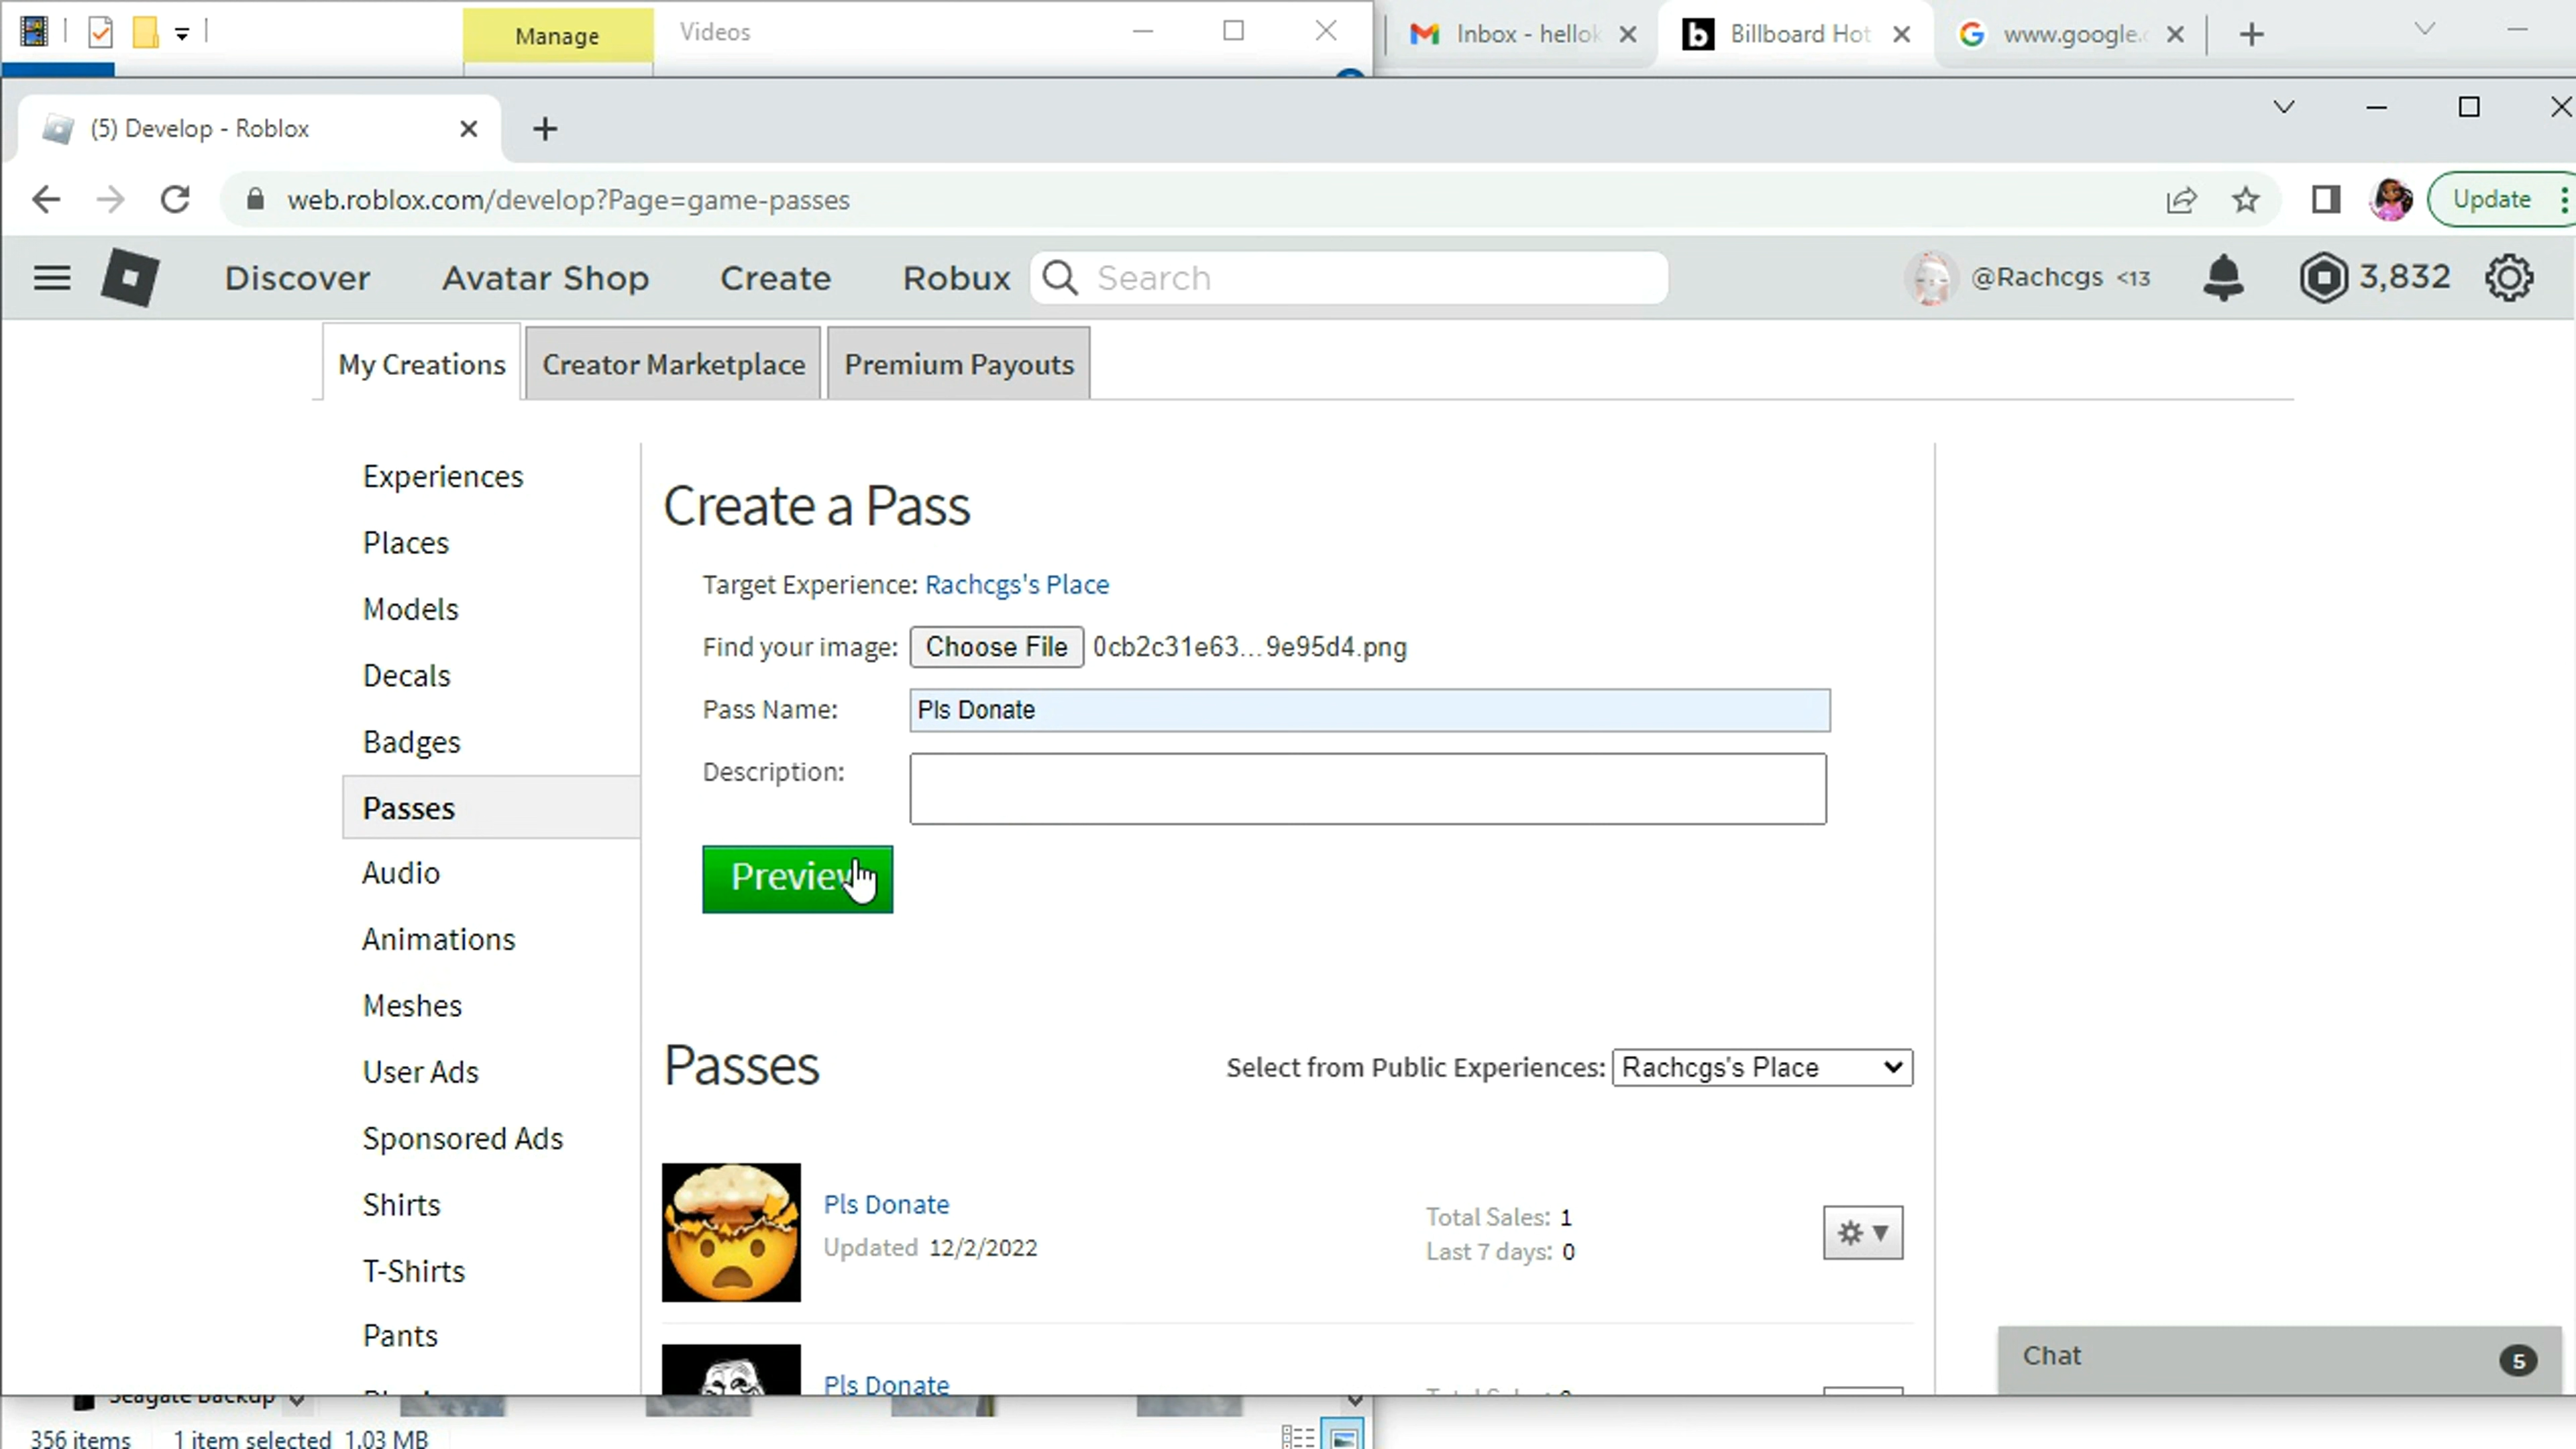 Manage
Videos
Inbox - hellok
Billboard Hot
www.google.c
(5) Develop - Roblox
web.roblox.com/develop?Page=game-passes
Update
Discover
Avatar Shop
Create
Robux
Search
@Rachcgs <13
3,832
My Creations
Creator Marketplace
Premium Payouts
Experiences
Places
Models
Decals
Badges
Passes
Audio
Animations
Meshes
User Ads
Sponsored Ads
Shirts
T-Shirts
Pants
Create a Pass
Target Experience: Rachcgs's Place
Find your image: Choose File 0cb2c31e63...9e95d4.png
Pass Name: Pls Donate
Description:
Preview
Passes
Select from Public Experiences: Rachcgs's Place
Pls Donate
Updated 12/2/2022
Total Sales: 1
Last 7 days: 0
Pls Donate
Chat
5
Seagate Backup
356 items 1 item selected 1.03 MB